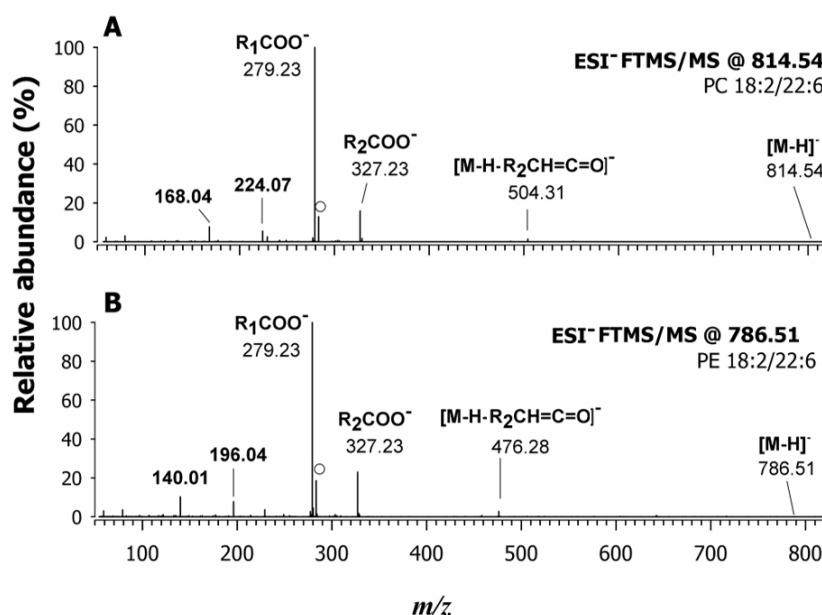 A
R1COO-
279.23
ESI- FTMS/MS @ 814.54
PC 18:2/22:6
R2COO-
327.23
[M-H-R2CH=C=O]-
504.31
[M-H]-
814.54
168.04
224.07
100
80
60
40
20
0
Relative abundance (%)
B
R1COO-
279.23
ESI- FTMS/MS @ 786.51
PE 18:2/22:6
R2COO-
327.23
[M-H-R2CH=C=O]-
476.28
[M-H]-
786.51
140.01
196.04
100
80
60
40
20
0
100 200 300 400 500 600 700 800
m/z